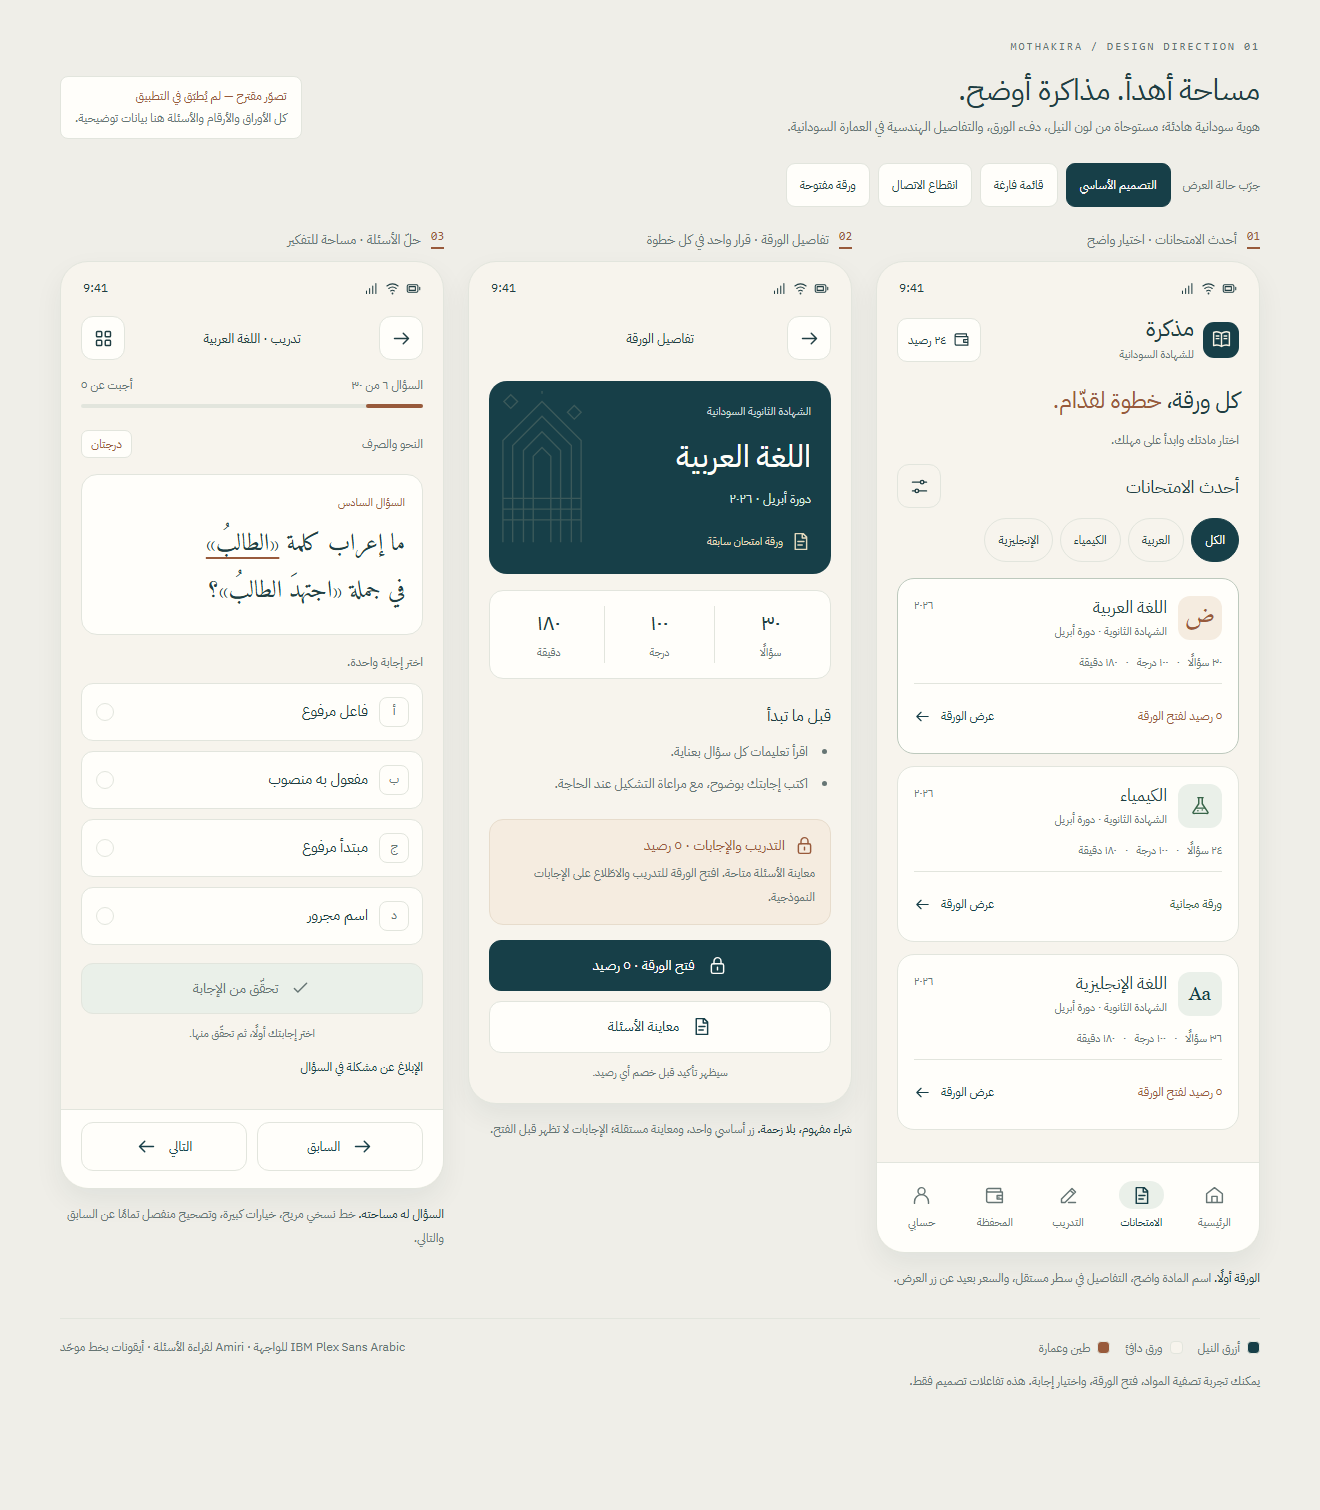 MOTHAKIRA / DESIGN DIRECTION 01
مساحة أهدأ. مذاكرة أوضح.
هوية سودانية هادئة؛ مستوحاة من لون النيل، دفء الورق، والتفاصيل الهندسية في العمارة السودانية.
تصوّر مقترح — لم يُطبّق في التطبيق
كل الأوراق والأرقام والأسئلة هنا بيانات توضيحية.
جرّب حالة العرض
التصميم الأساسي
قائمة فارغة
انقطاع الاتصال
ورقة مفتوحة
01 أحدث الامتحانات · اختيار واضح
9:41
مذكرة
للشهادة السودانية
٢٤ رصيد
كل ورقة، خطوة لقدّام.
اختار مادتك وابدأ على مهلك.
أحدث الامتحانات
الكل
العربية
الكيمياء
الإنجليزية
ض
اللغة العربية
٢٠٢٦
الشهادة الثانوية · دورة أبريل
٣٠ سؤالًا · ١٠٠ درجة · ١٨٠ دقيقة
٥ رصيد لفتح الورقة
عرض الورقة
الكيمياء
٢٠٢٦
الشهادة الثانوية · دورة أبريل
٢٤ سؤالًا · ١٠٠ درجة · ١٨٠ دقيقة
ورقة مجانية
عرض الورقة
Aa
اللغة الإنجليزية
٢٠٢٦
الشهادة الثانوية · دورة أبريل
٣٦ سؤالًا · ١٠٠ درجة · ١٨٠ دقيقة
٥ رصيد لفتح الورقة
عرض الورقة
الرئيسية
الامتحانات
التدريب
المحفظة
حسابي
الورقة أولًا. اسم المادة واضح، التفاصيل في سطر مستقل، والسعر بعيد عن زر العرض.
02 تفاصيل الورقة · قرار واحد في كل خطوة
9:41
تفاصيل الورقة
الشهادة الثانوية السودانية
اللغة العربية
دورة أبريل · ٢٠٢٦
ورقة امتحان سابقة
٣٠
سؤالًا
١٠٠
درجة
١٨٠
دقيقة
قبل ما تبدأ
• اقرأ تعليمات كل سؤال بعناية.
• اكتب إجابتك بوضوح، مع مراعاة التشكيل عند الحاجة.
التدريب والإجابات · ٥ رصيد
معاينة الأسئلة متاحة. افتح الورقة للتدريب والاطّلاع على الإجابات
النموذجية.
فتح الورقة · ٥ رصيد
معاينة الأسئلة
سيظهر تأكيد قبل خصم أي رصيد.
شراء مفهوم، بلا زحمة. زر أساسي واحد، ومعاينة مستقلة؛ الإجابات لا تظهر قبل الفتح.
03 حلّ الأسئلة · مساحة للتفكير
9:41
تدريب · اللغة العربية
السؤال ٦ من ٣٠
أجبت عن ٥
النحو والصرف
درجتان
السؤال السادس
ما إعراب كلمة «الطالبُ»
في جملة «اجتهدَ الطالبُ»؟
اختر إجابة واحدة.
أ فاعل مرفوع
ب مفعول به منصوب
ج مبتدأ مرفوع
د اسم مجرور
تحقّق من الإجابة
اختر إجابتك أولًا، ثم تحقّق منها.
الإبلاغ عن مشكلة في السؤال
السابق
التالي
السؤال له مساحته. خط نسخي مريح، خيارات كبيرة، وتصحيح منفصل تمامًا عن السابق
والتالي.
أزرق النيل
ورق دافئ
طين وعمارة
IBM Plex Sans Arabic للواجهة · Amiri لقراءة الأسئلة · أيقونات بخط موحّد
يمكنك تجربة تصفية المواد، فتح الورقة، واختيار إجابة. هذه تفاعلات تصميم فقط.